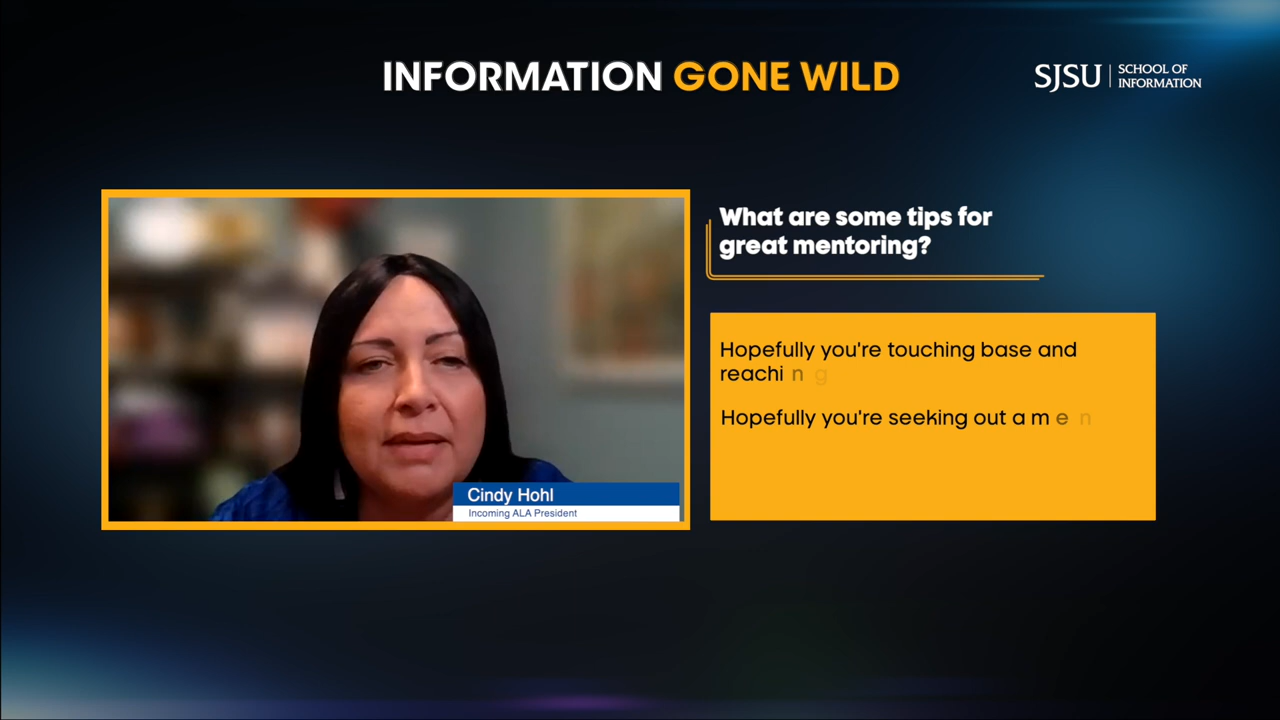 INFORMATION GONE WILD
SJSU SCHOOL OF
INFORMATION
What are some tips for
great mentoring?
Hopefully you're touching base and
reaching
Hopefully you're seeking out a men
Cindy Hohl
Incoming ALA President